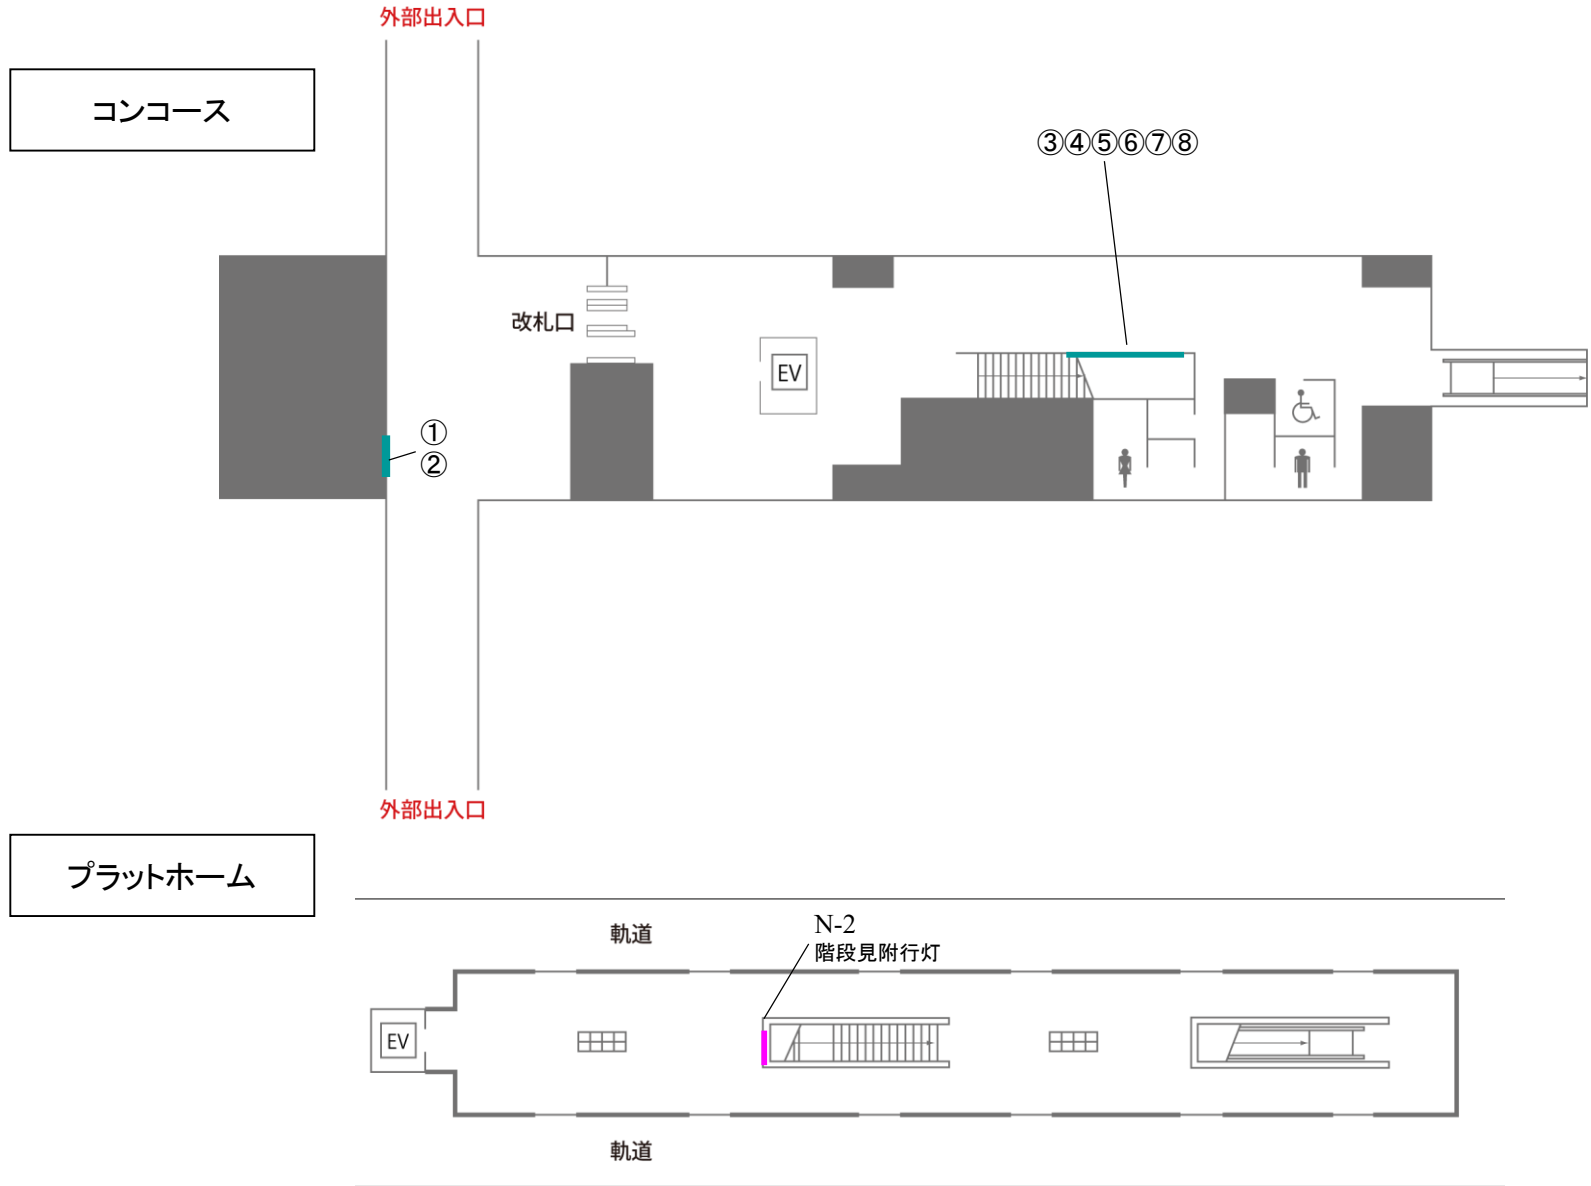 外部出入口
コンコース
③④⑤⑥⑦⑧
改札口
EV
①
②
外部出入口
プラットホーム
軌道
N-2
階段見附行灯
EV
軌道